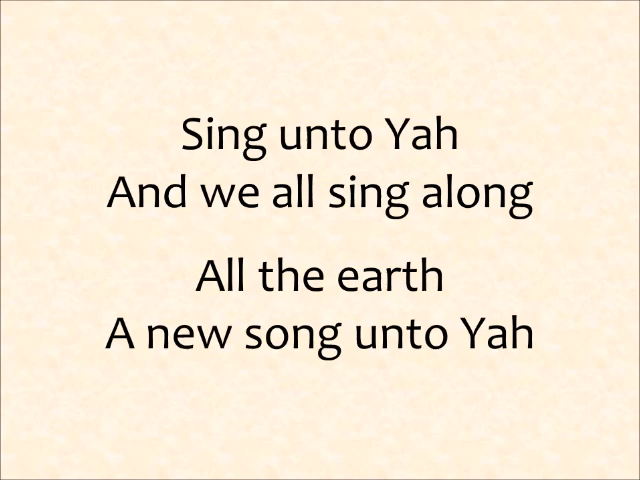 Sing unto Yah
And we all sing along
All the earth
A new song unto Yah